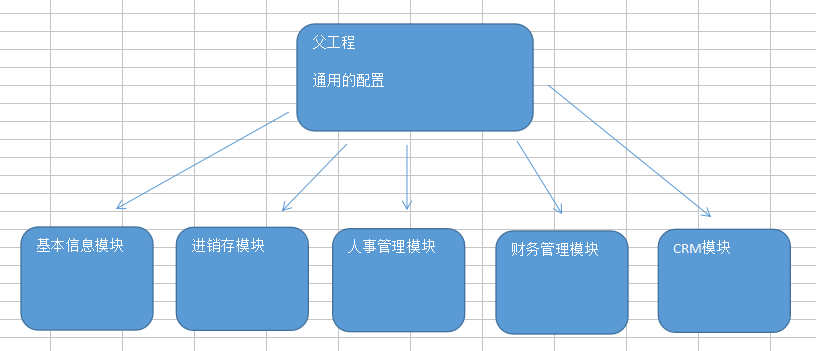 父工程
通用的配置
基本信息模块
进销存模块
人事管理模块
财务管理模块
CRM模块